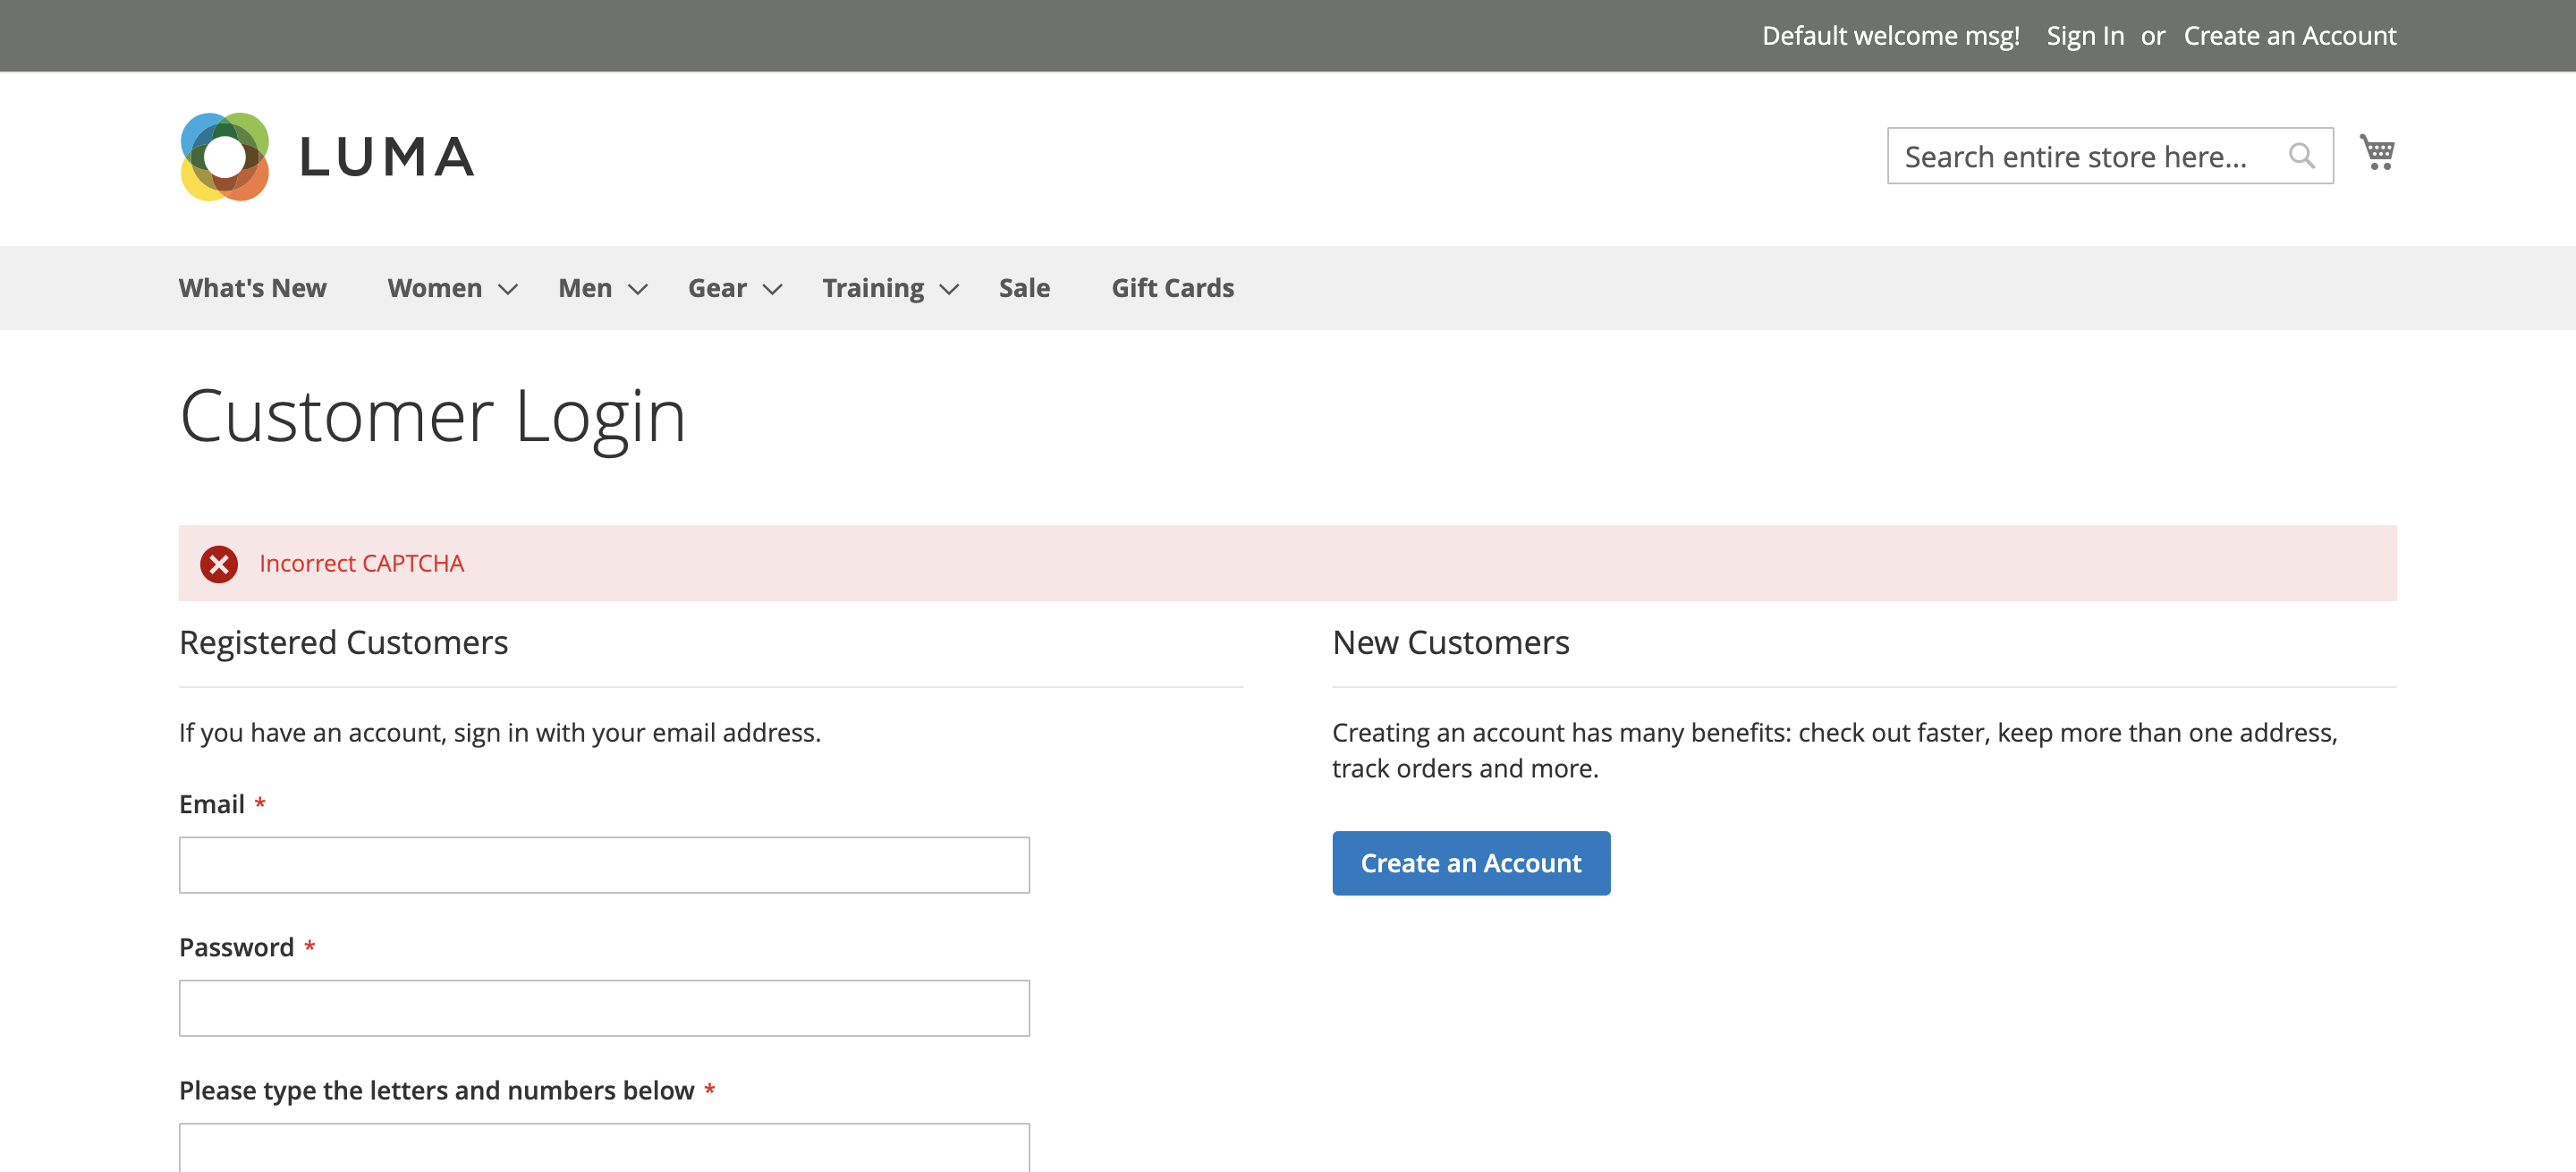 Default welcome msg! Sign In or Create an Account
LUMA
Search entire store here...
What's New Women Men Gear Training Sale Gift Cards
Customer Login
Incorrect CAPTCHA
Registered Customers
If you have an account, sign in with your email address.
Email *
Password *
Please type the letters and numbers below *
New Customers
Creating an account has many benefits: check out faster, keep more than one address,
track orders and more.
Create an Account